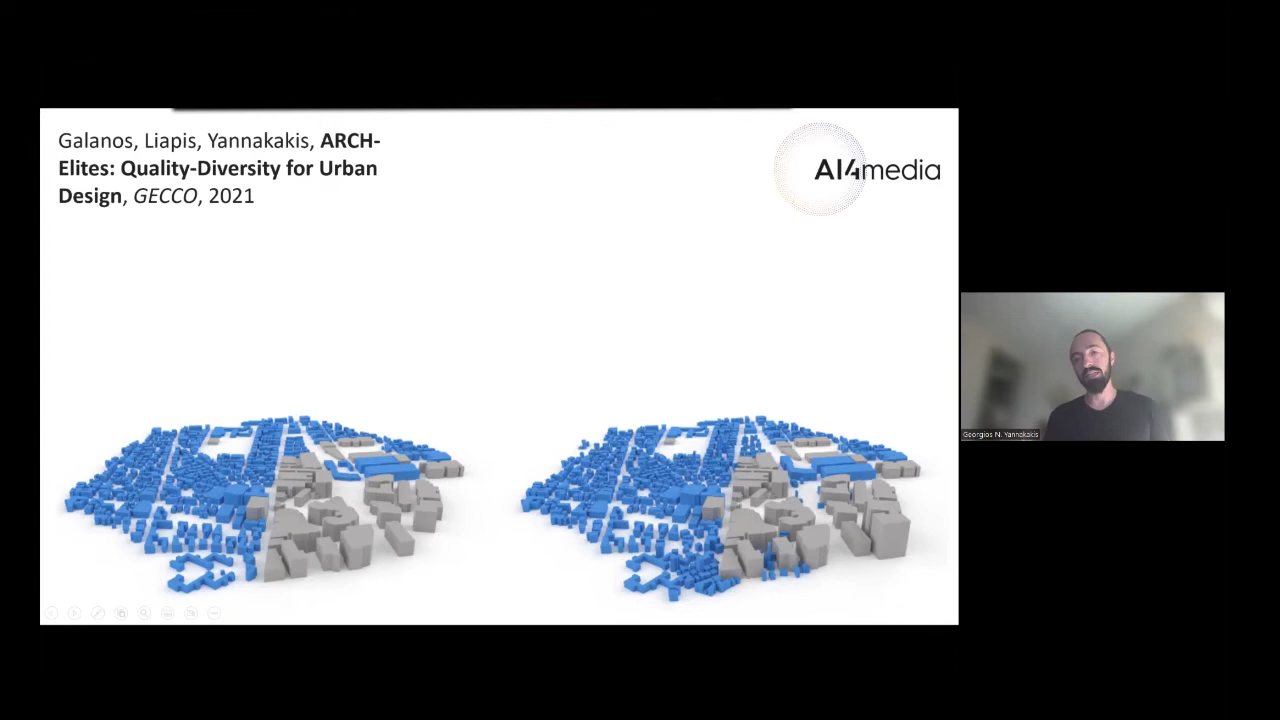 Galanos, Liapis, Yannakakis, ARCH-
Elites: Quality-Diversity for Urban
Design, GECCO, 2021
AI4media
Georgios N. Yannakakis